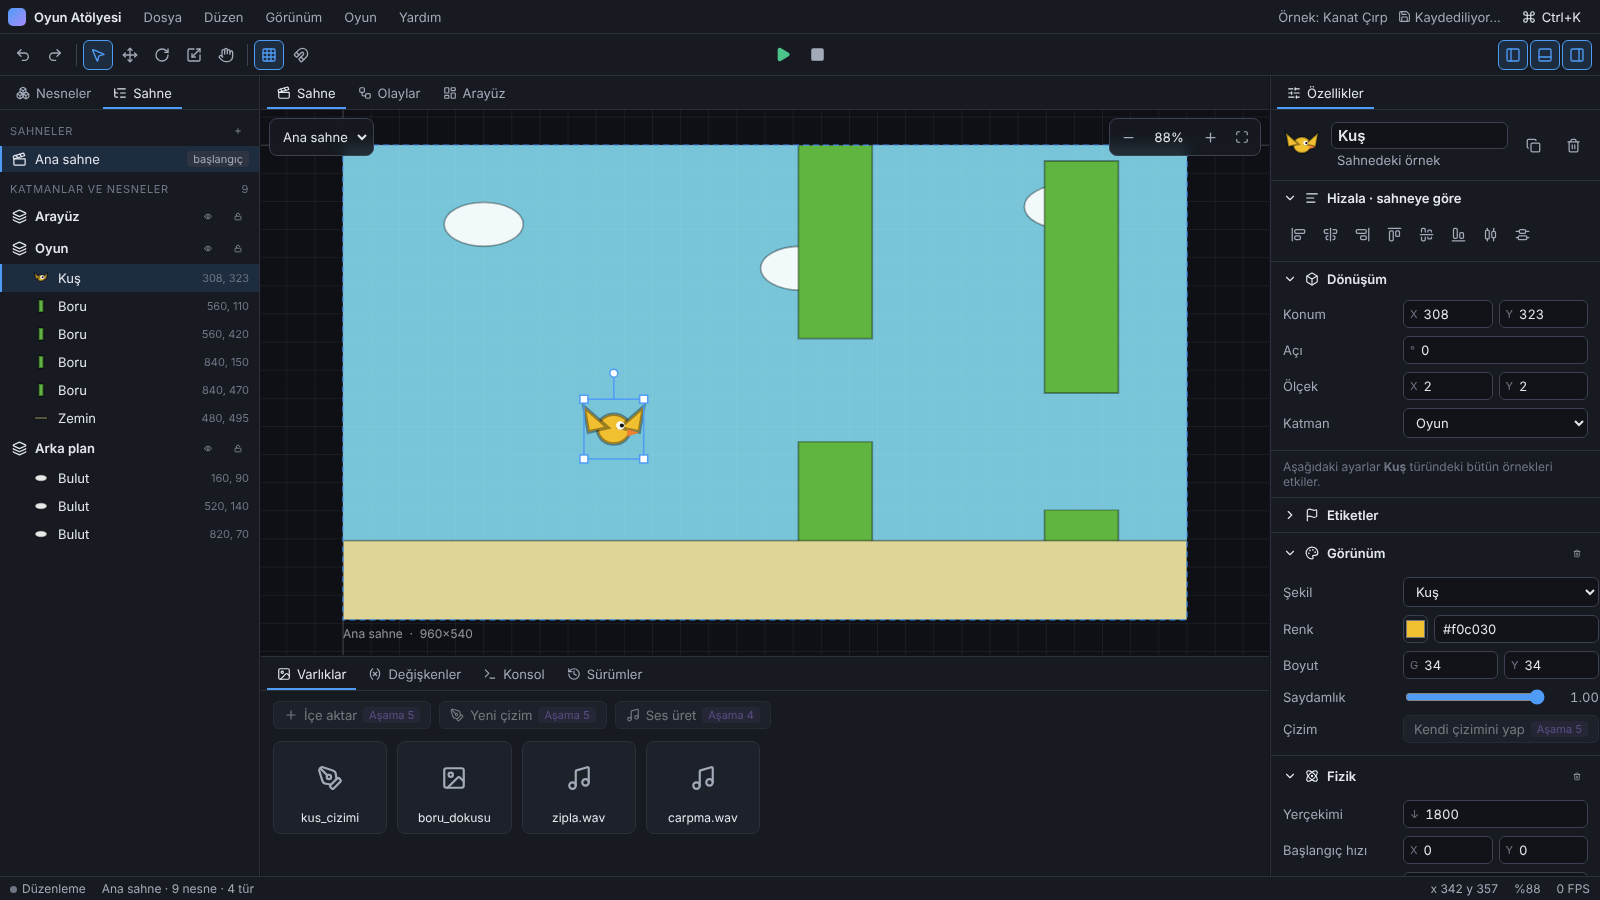 Oyun Atölyesi Dosya Düzen Görünüm Oyun Yardım Örnek: Kanat Çırp Kaydediliyor... ⌘ Ctrl+K
Nesneler Sahne
SAHNELER +
Ana sahne başlangıç
KATMANLAR VE NESNELER 9
Arayüz
Oyun
Kuş 308, 323
Boru 560, 110
Boru 560, 420
Boru 840, 150
Boru 840, 470
Zemin 480, 495
Arka plan
Bulut 160, 90
Bulut 520, 140
Bulut 820, 70
Sahne Olaylar Arayüz
Ana sahne
88%
Ana sahne · 960×540
Varlıklar Değişkenler Konsol Sürümler
İçe aktar Aşama 5 Yeni çizim Aşama 5 Ses üret Aşama 4
kus_cizimi boru_dokusu zipla.wav carpma.wav
Özellikler
Kuş
Sahnedeki örnek
Hizala · sahneye göre
Dönüşüm
Konum X 308 Y 323
Açı ° 0
Ölçek X 2 Y 2
Katman Oyun
Aşağıdaki ayarlar Kuş türündeki bütün örnekleri
etkiler.
Etiketler
Görünüm
Şekil Kuş
Renk #f0c030
Boyut G 34 Y 34
Saydamlık 1.00
Çizim Kendi çizimini yap Aşama 5
Fizik
Yerçekimi ↓ 1800
Başlangıç hızı X 0 Y 0
Düzenleme Ana sahne · 9 nesne · 4 tür x 342 y 357 %88 0 FPS